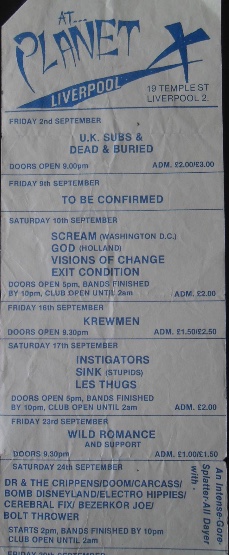 AT...
PLANET X
LIVERPOOL
19 TEMPLE ST
LIVERPOOL 2.
FRIDAY 2nd SEPTEMBER
U.K. SUBS &
DEAD & BURIED
DOORS OPEN 9.00pm ADM. £2.00/£3.00
FRIDAY 9th SEPTEMBER
TO BE CONFIRMED
SATURDAY 10th SEPTEMBER
SCREAM (WASHINGTON D.C.)
GOD (HOLLAND)
VISIONS OF CHANGE
EXIT CONDITION
DOORS OPEN 5pm, BANDS FINISHED
BY 10pm, CLUB OPEN UNTIL 2am ADM. £2.00
FRIDAY 16th SEPTEMBER
KREWMEN
DOORS OPEN 9.30pm ADM. £1.50/£2.50
SATURDAY 17th SEPTEMBER
INSTIGATORS
SINK (STUPIDS)
LES THUGS
DOORS OPEN 5pm, BANDS FINISHED
BY 10pm, CLUB OPEN UNTIL 2am ADM. £2.00
FRIDAY 23rd SEPTEMBER
WILD ROMANCE
AND SUPPORT
DOORS 9.30pm ADM. £1.00/£1.50
SATURDAY 24th SEPTEMBER
An Intense-Gore-
Splatter-All Dayer
with -
DR & THE CRIPPENS/DOOM/CARCASS/
BOMB DISNEYLAND/ELECTRO HIPPIES/
CEREBRAL FIX/ BEZERKOR JOE/
BOLT THROWER
STARTS 2pm, BANDS FINISHED BY 10pm
CLUB OPEN UNTIL 2am